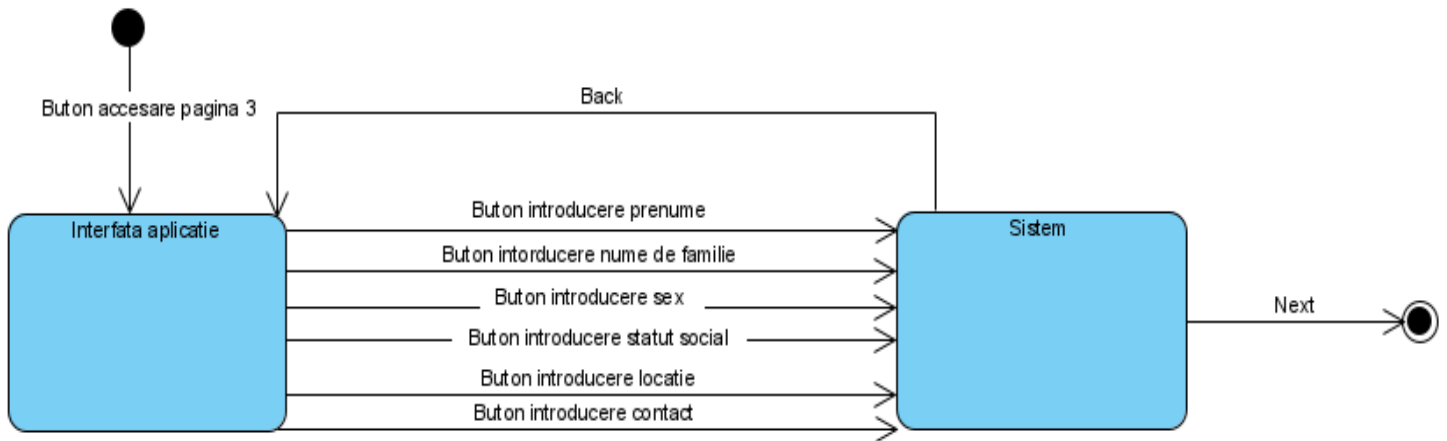 Buton accesare pagina 3
Back
Interfata aplicatie
Buton introducere prenume
Sistem
Buton intorducere nume de familie
Buton introducere sex
Next
Buton introducere statut social
Buton introducere locatie
Buton introducere contact